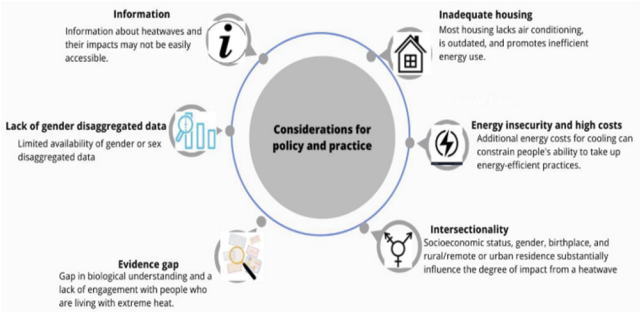 Information
Information about heatwaves and
their impacts may not be easily
accessible.
Inadequate housing
Most housing lacks air conditioning,
is outdated, and promotes inefficient
energy use.
Lack of gender disaggregated data
Limited availability of gender or sex
disaggregated data
Considerations for
policy and practice
Energy insecurity and high costs
Additional energy costs for cooling can
constrain people's ability to take up
energy-efficient practices.
Evidence gap
Gap in biological understanding and a
lack of engagement with people who
are living with extreme heat.
Intersectionality
Socioeconomic status, gender, birthplace, and
rural/remote or urban residence substantially
influence the degree of impact from a heatwave